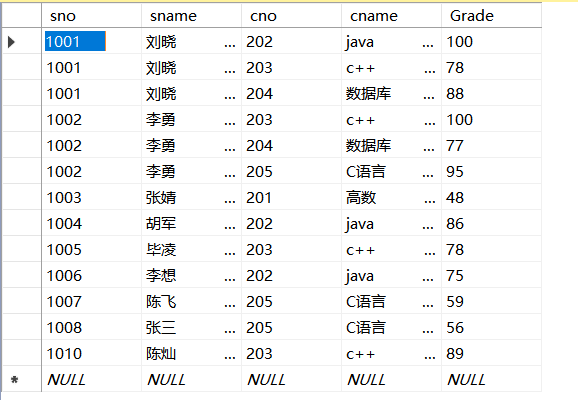 sno sname cno cname Grade
1001 刘晓 ... 202 java ... 100
1001 刘晓 ... 203 c++ ... 78
1001 刘晓 ... 204 数据库 ... 88
1002 李勇 ... 203 c++ ... 100
1002 李勇 ... 204 数据库 ... 77
1002 李勇 ... 205 C语言 ... 95
1003 张婧 ... 201 高数 ... 48
1004 胡军 ... 202 java ... 86
1005 毕凌 ... 203 c++ ... 78
1006 李想 ... 202 java ... 75
1007 陈飞 ... 205 C语言 ... 59
1008 张三 ... 205 C语言 ... 56
1010 陈灿 ... 203 c++ ... 89
* NULL NULL NULL NULL NULL